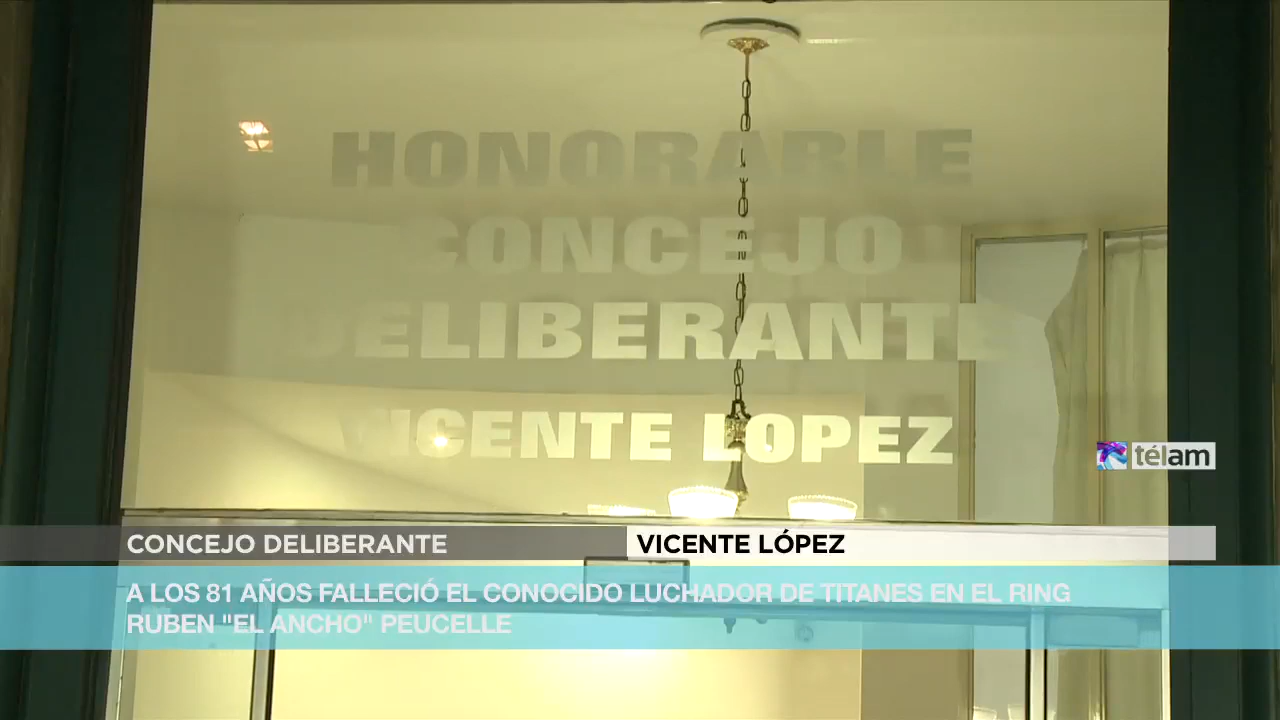 HONORABLE
CONCEJO
DELIBERANTE
VICENTE LOPEZ
télam
CONCEJO DELIBERANTE
VICENTE LÓPEZ
A LOS 81 AÑOS FALLECIÓ EL CONOCIDO LUCHADOR DE TITANES EN EL RING
RUBEN "EL ANCHO" PEUCELLE